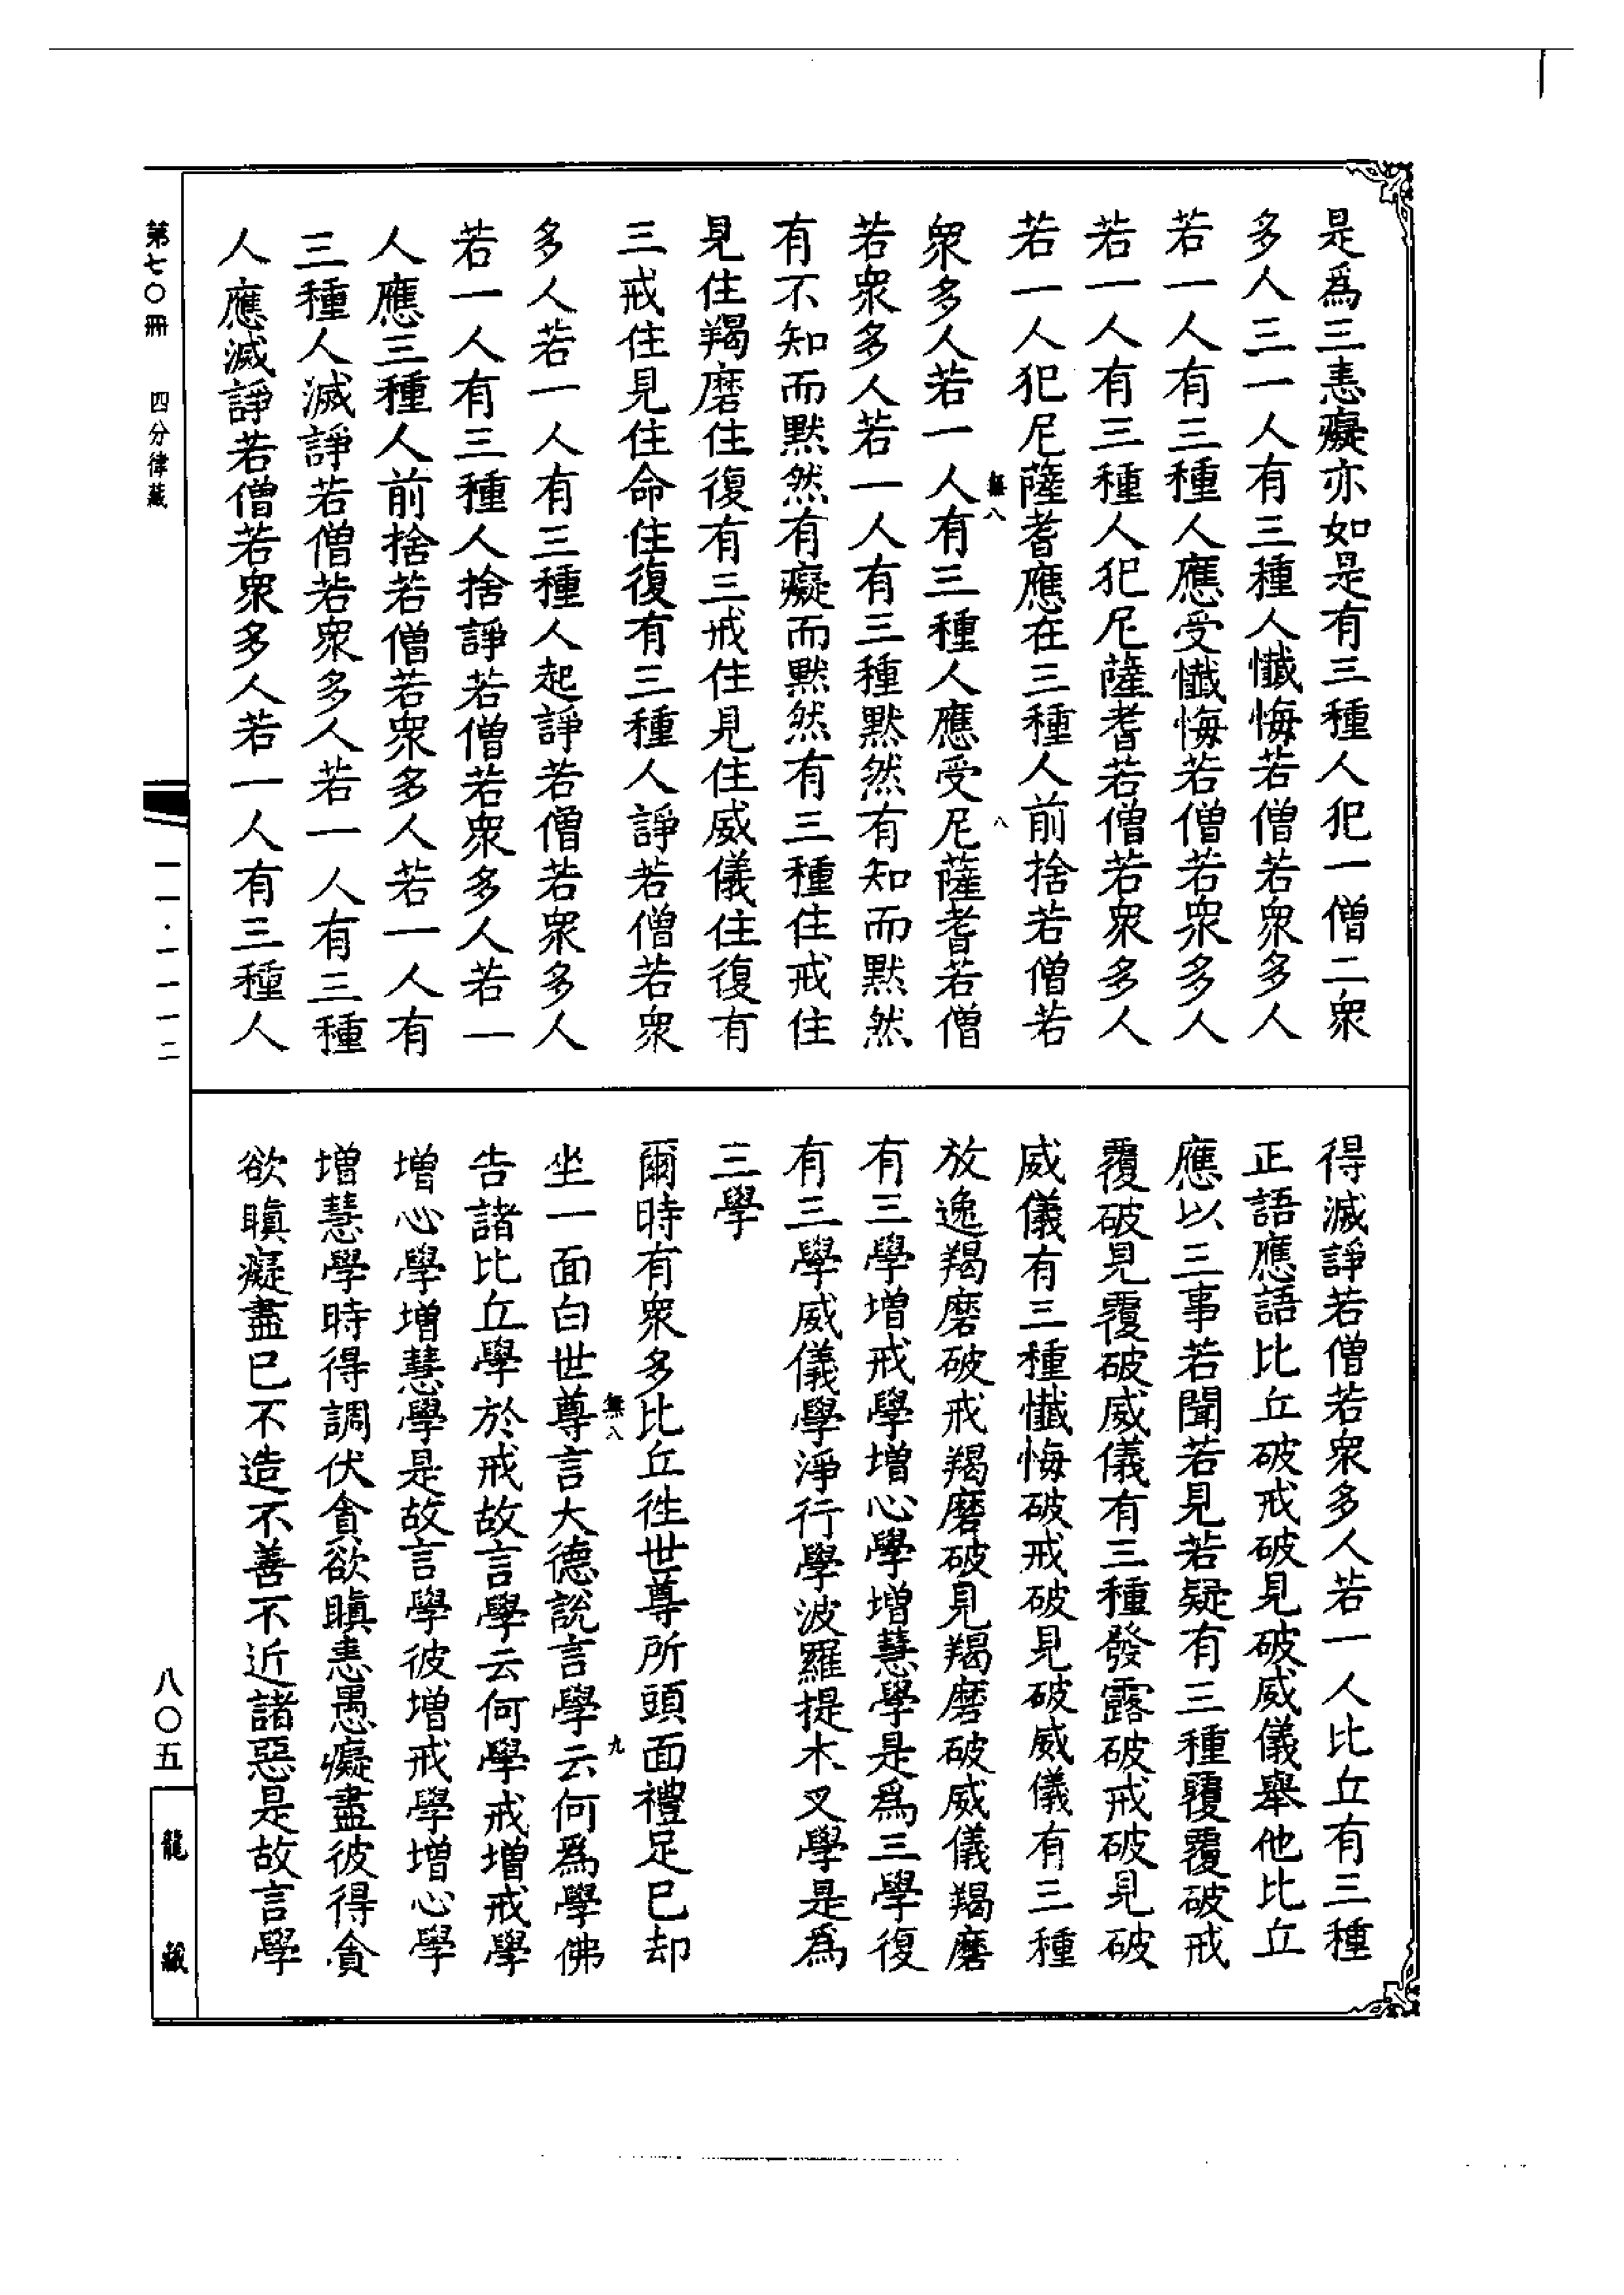 是為三恚癡亦如是有三種人犯一僧二衆
多人三一人有三種人懺悔若僧若衆多人
若一人有三種人應受懺悔若僧若衆多人
若一人有三種人犯尼薩耆若僧若衆多人
若一人犯尼薩耆應在三種人前捨若僧若
無八
八
衆多人若一人有三種人應受尼薩耆若僧
若衆多人若一人有三種默然有知而默然
有不知而默然有癡而默然有三種住戒住
見住羯磨住復有三戒住見住威儀住復有
三戒住見住命住復有三種人諍若僧若衆
多人若一人有三種人起諍若僧若衆多人
若一人有三種人捨諍若僧若衆多人若一
人應三種人前捨若僧若衆多人若一人有
三種人滅諍若僧若衆多人若一人有三種
人應滅諍若僧若衆多人若一人有三種人
得滅諍若僧若衆多人若一人比丘有三種
正語應語比丘破戒破見破威儀舉他比丘
應以三事若聞若見若疑有三種覆覆破戒
覆破見覆破威儀有三種發露破戒破見破
威儀有三種懺悔破戒破見破威儀有三種
放逸羯磨破戒羯磨破見羯磨破威儀羯磨
有三學增戒學增心學增慧學是為三學復
有三學威儀學淨行學波羅提木叉學是為
三學
爾時有衆多比丘往世尊所頭面禮足已却
無八
九
坐一面白世尊言大德說言學云何為學佛
告諸比丘學於戒故言學云何學戒增戒學
增心學增慧學是故言學彼增戒學增心學
增慧學時得調伏貪欲瞋恚愚癡盡彼得貪
欲瞋癡盡已不造不善不近諸惡是故言學
第七〇冊
四分律藏
一一·一一一二
八〇五
龍藏